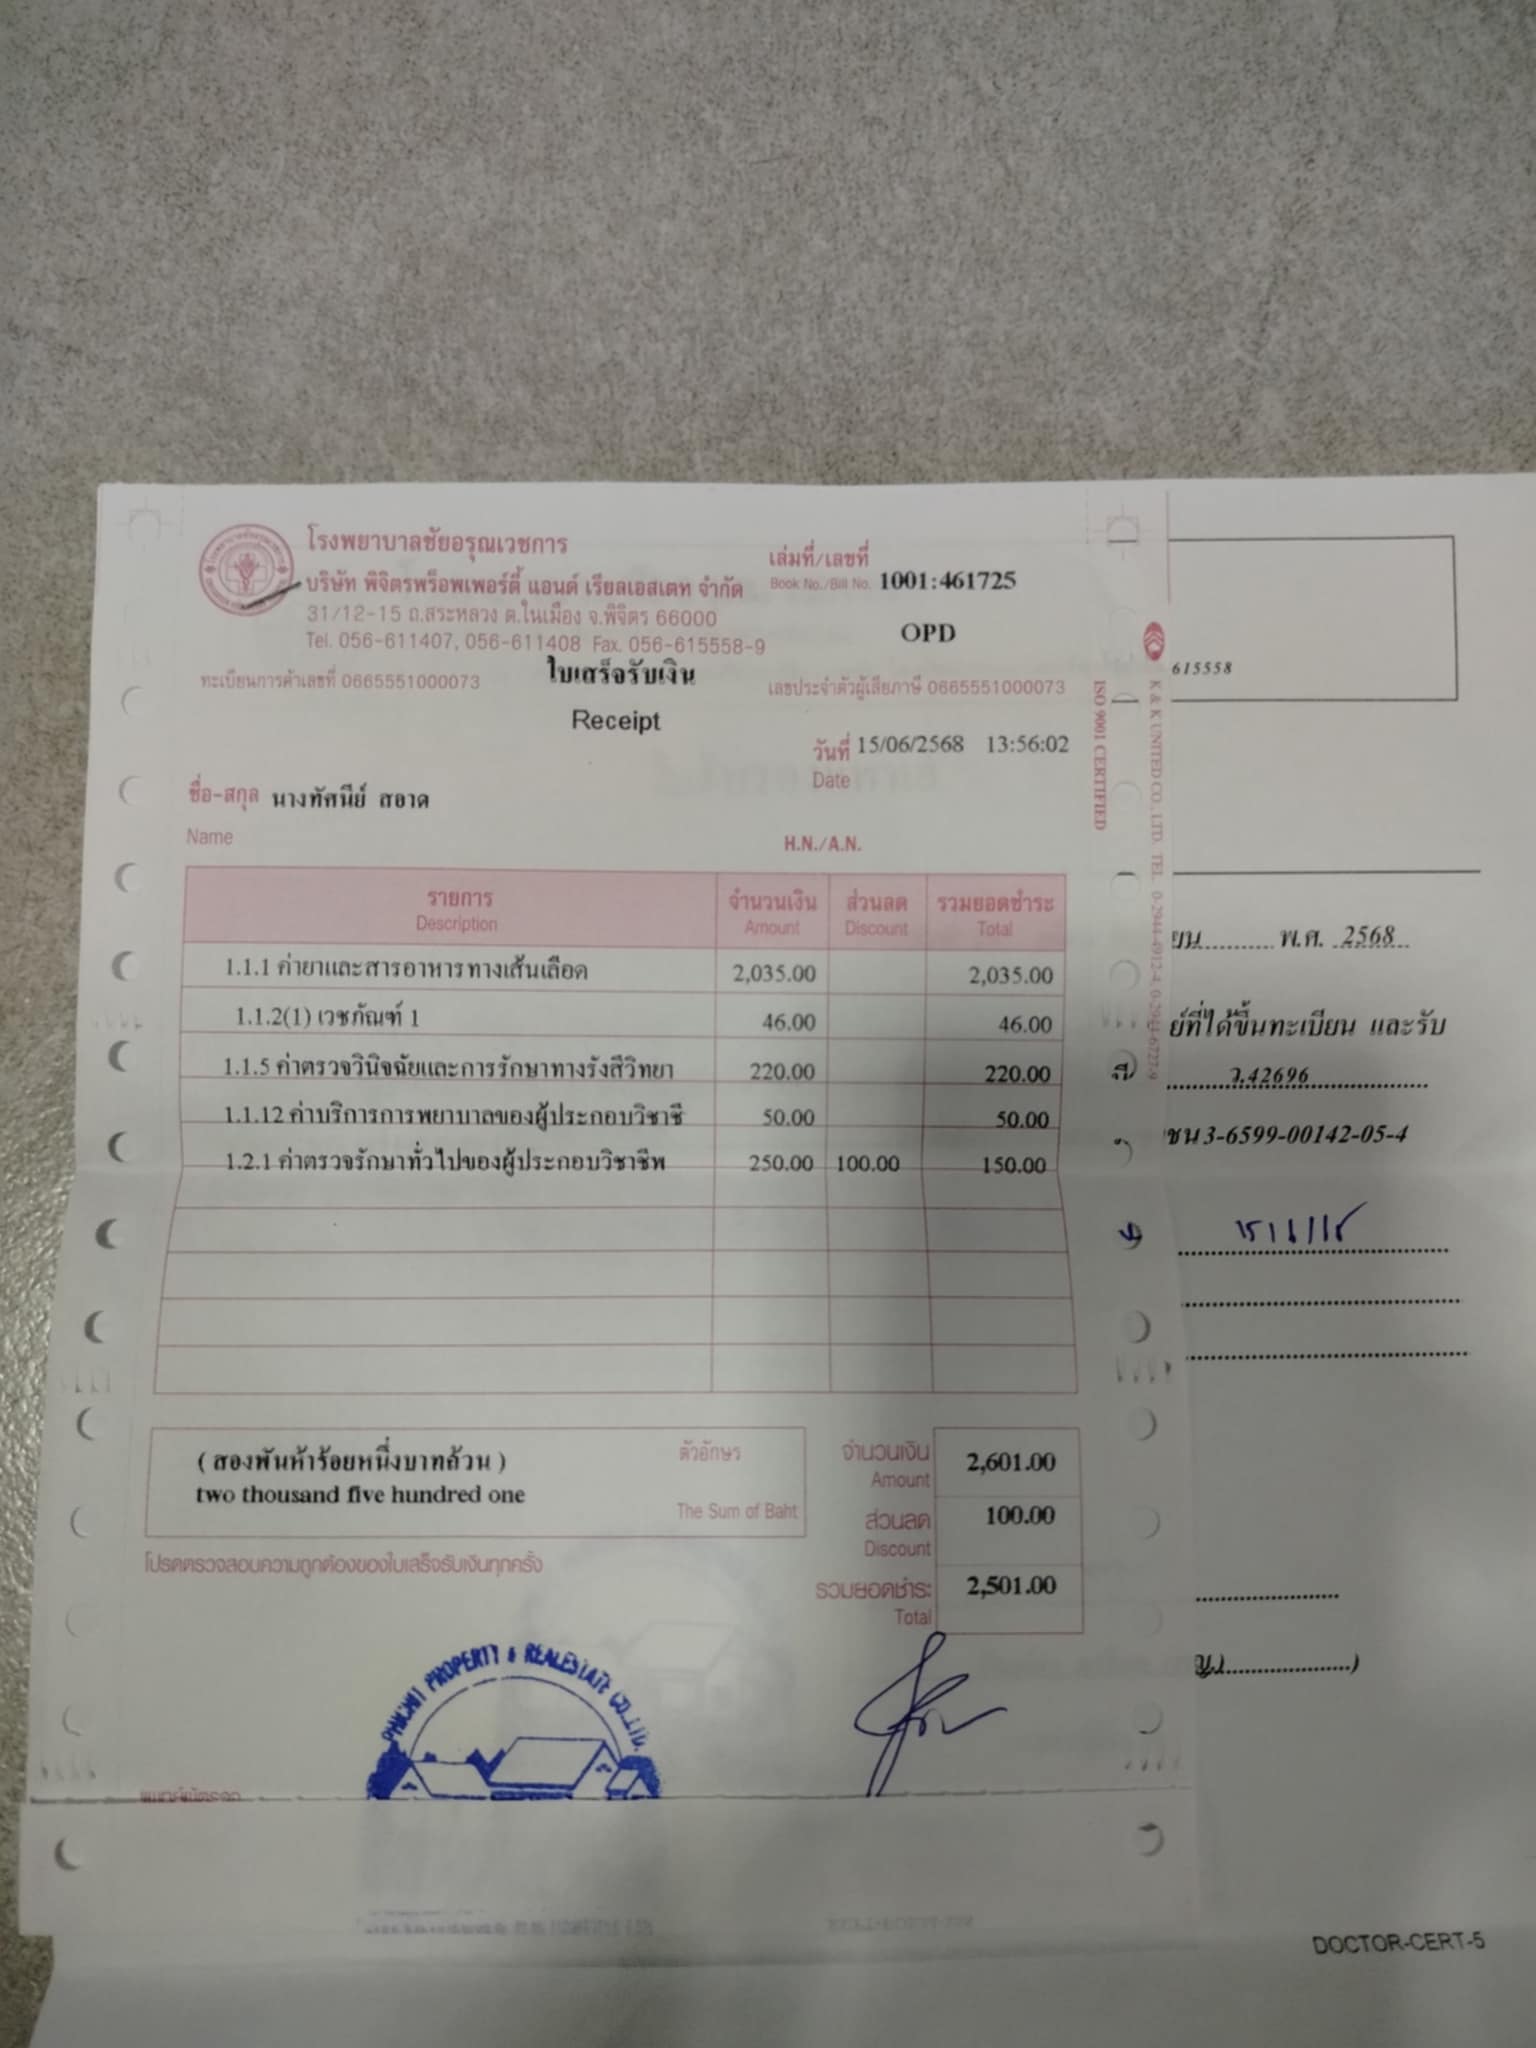 โรงพยาบาลชัยอรุณเวชการ
บริษัท พิจิตรพร็อพเพอร์ตี้ แอนด์ เรียลเอสเตท จำกัด
31/12-15 ถ.สระหลวง ต.ในเมือง จ.พิจิตร 66000
Tel. 056-611407, 056-611408 Fax. 056-615558-9
เล่มที่/เลขที่
Book No./Bill No. 1001:461725
OPD
ทะเบียนการค้าเลขที่ 0665551000073
ใบเสร็จรับเงิน
Receipt
เลขประจำตัวผู้เสียภาษี 0665551000073
วันที่ 15/06/2568 13:56:02
Date
ชื่อ-สกุล นางทัศนีย์ สอาด
Name
H.N./A.N.
รายการ จำนวนเงิน ส่วนลด รวมยอดชำระ
Description Amount Discount Total
1.1.1 ค่ายาและสารอาหารทางเส้นเลือด 2,035.00 2,035.00
1.1.2(1) เวชภัณฑ์ 1 46.00 46.00
1.1.5 ค่าตรวจวินิจฉัยและการรักษาทางรังสีวิทยา 220.00 220.00
1.1.12 ค่าบริการการพยาบาลของผู้ประกอบวิชาชี 50.00 50.00
1.2.1 ค่าตรวจรักษาทั่วไปของผู้ประกอบวิชาชีพ 250.00 100.00 150.00
( สองพันห้าร้อยหนึ่งบาทถ้วน ) ตัวอักษร
two thousand five hundred one
The Sum of Baht
จำนวนเงิน 2,601.00
Amount
ส่วนลด 100.00
Discount
รวมยอดชำระ 2,501.00
Total
โปรดตรวจสอบความถูกต้องของใบเสร็จรับเงินทุกครั้ง
PHICHIT PROPERTY & REALESTATE CO.,LTD.
ISO 9001 CERTIFIED
K & K UNITED CO., LTD. TEL. 0-2944-4912-4, 0-2944-6727-9
615558
ยน.......... พ.ศ. 2568
ย์ที่ได้ขึ้นทะเบียน และรับ
ว.42696
ชน 3-6599-00142-05-4
DOCTOR-CERT-5